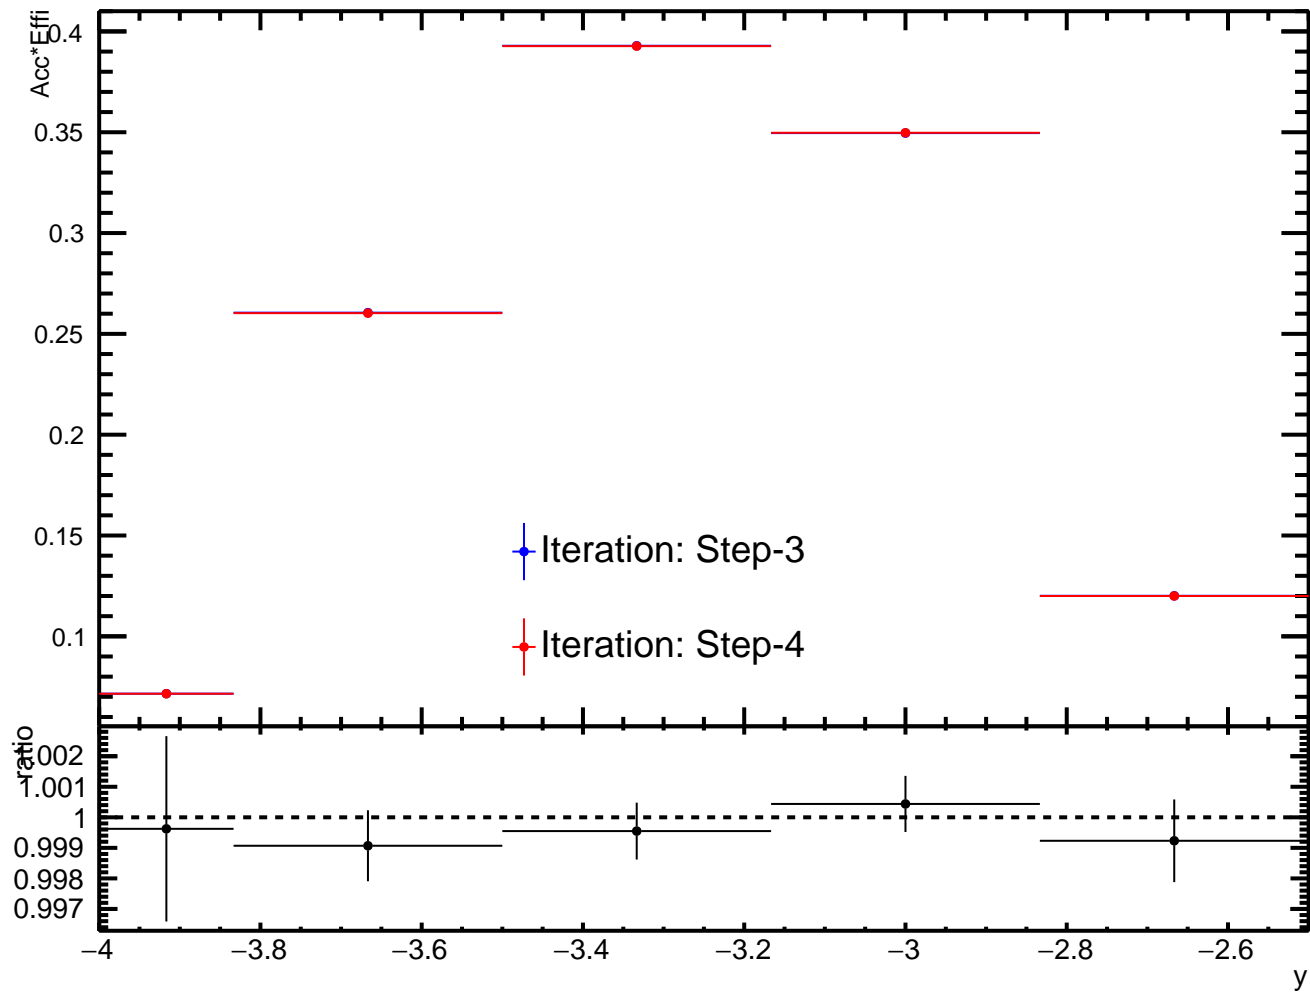 Acc*Effi
0.4
0.35
0.3
0.25
0.2
0.15
0.1
Iteration: Step-3
Iteration: Step-4
ratio
1.002
1.001
1
0.999
0.998
0.997
−4 −3.8 −3.6 −3.4 −3.2 −3 −2.8 −2.6
y